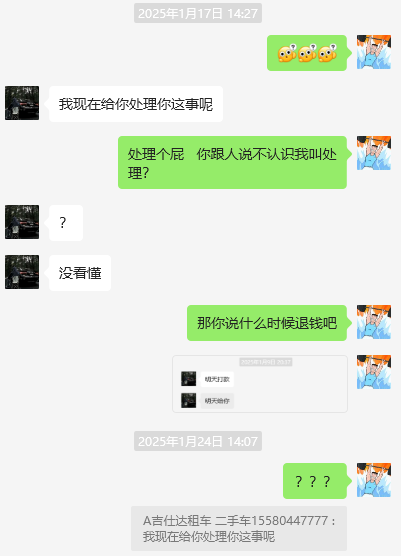 2025年1月17日 14:27
我现在给你处理你这事呢
处理个屁 你跟人说不认识我叫处
理？
？
没看懂
那你说什么时候退钱吧
明天打款
明天给你
2025年1月24日 14:07
？？？
A吉仕达租车 二手车15580447777：
我现在给你处理你这事呢